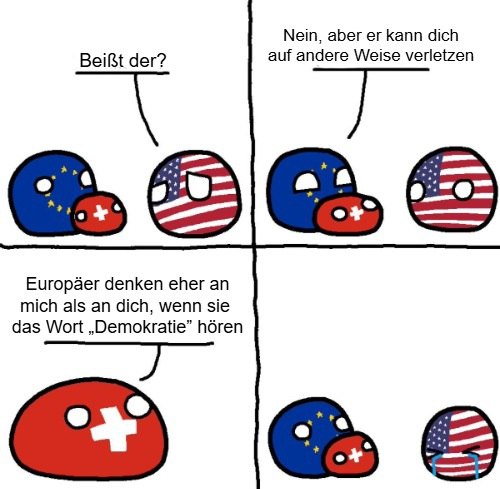 Beißt der?
Nein, aber er kann dich
auf andere Weise verletzen
Europäer denken eher an
mich als an dich, wenn sie
das Wort „Demokratie” hören